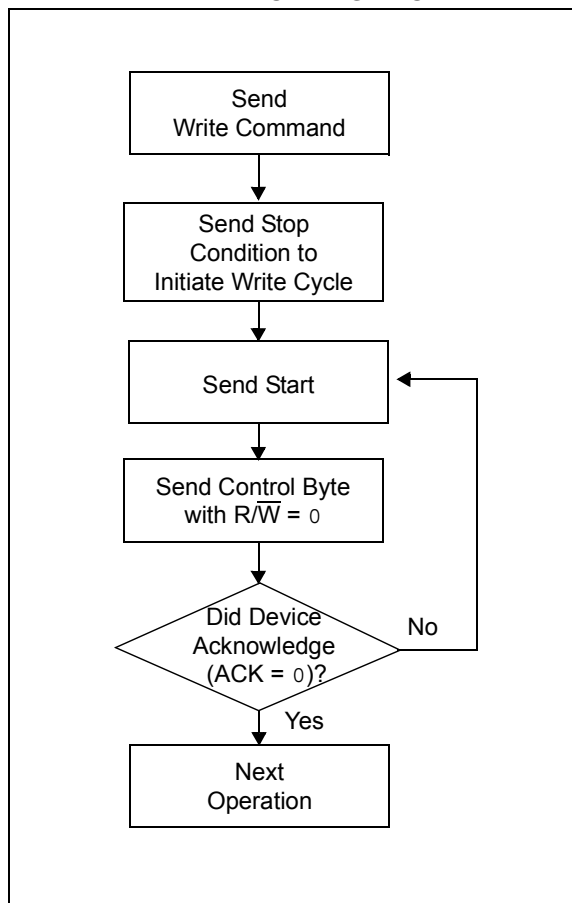 Send
Write Command
Send Stop
Condition to
Initiate Write Cycle
Send Start
Send Control Byte
with R/W̅ = 0
Did Device
Acknowledge
(ACK = 0)?
No
Yes
Next
Operation